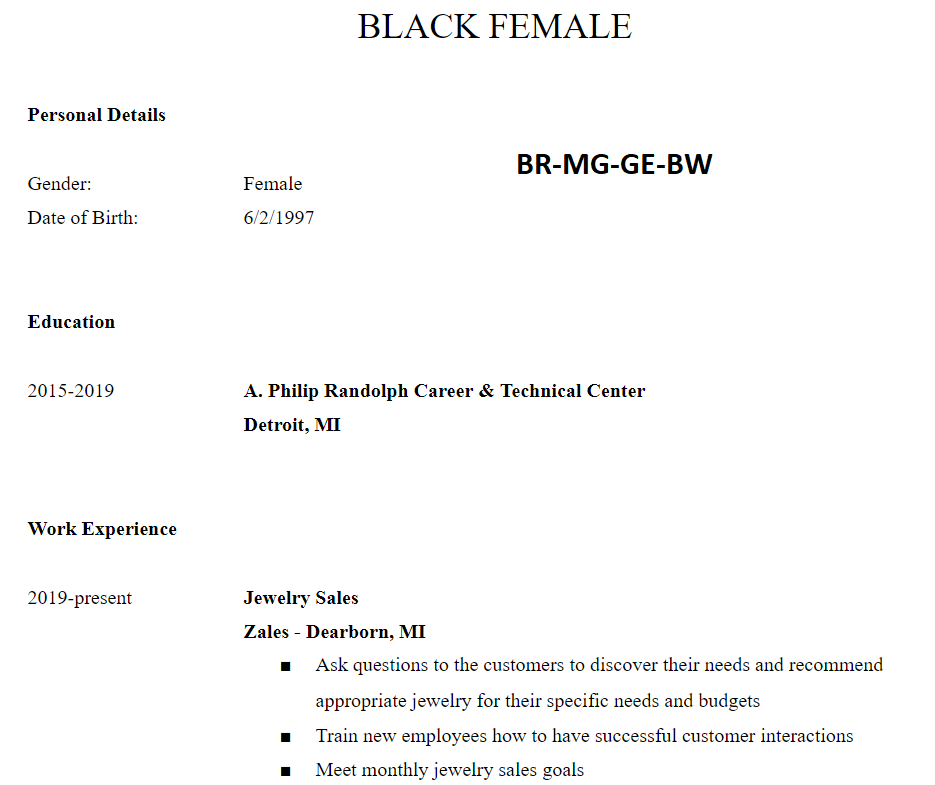 BLACK FEMALE
Personal Details
BR-MG-GE-BW
Gender: Female
Date of Birth: 6/2/1997
Education
2015-2019 A. Philip Randolph Career & Technical Center
Detroit, MI
Work Experience
2019-present Jewelry Sales
Zales - Dearborn, MI
■ Ask questions to the customers to discover their needs and recommend
appropriate jewelry for their specific needs and budgets
■ Train new employees how to have successful customer interactions
■ Meet monthly jewelry sales goals